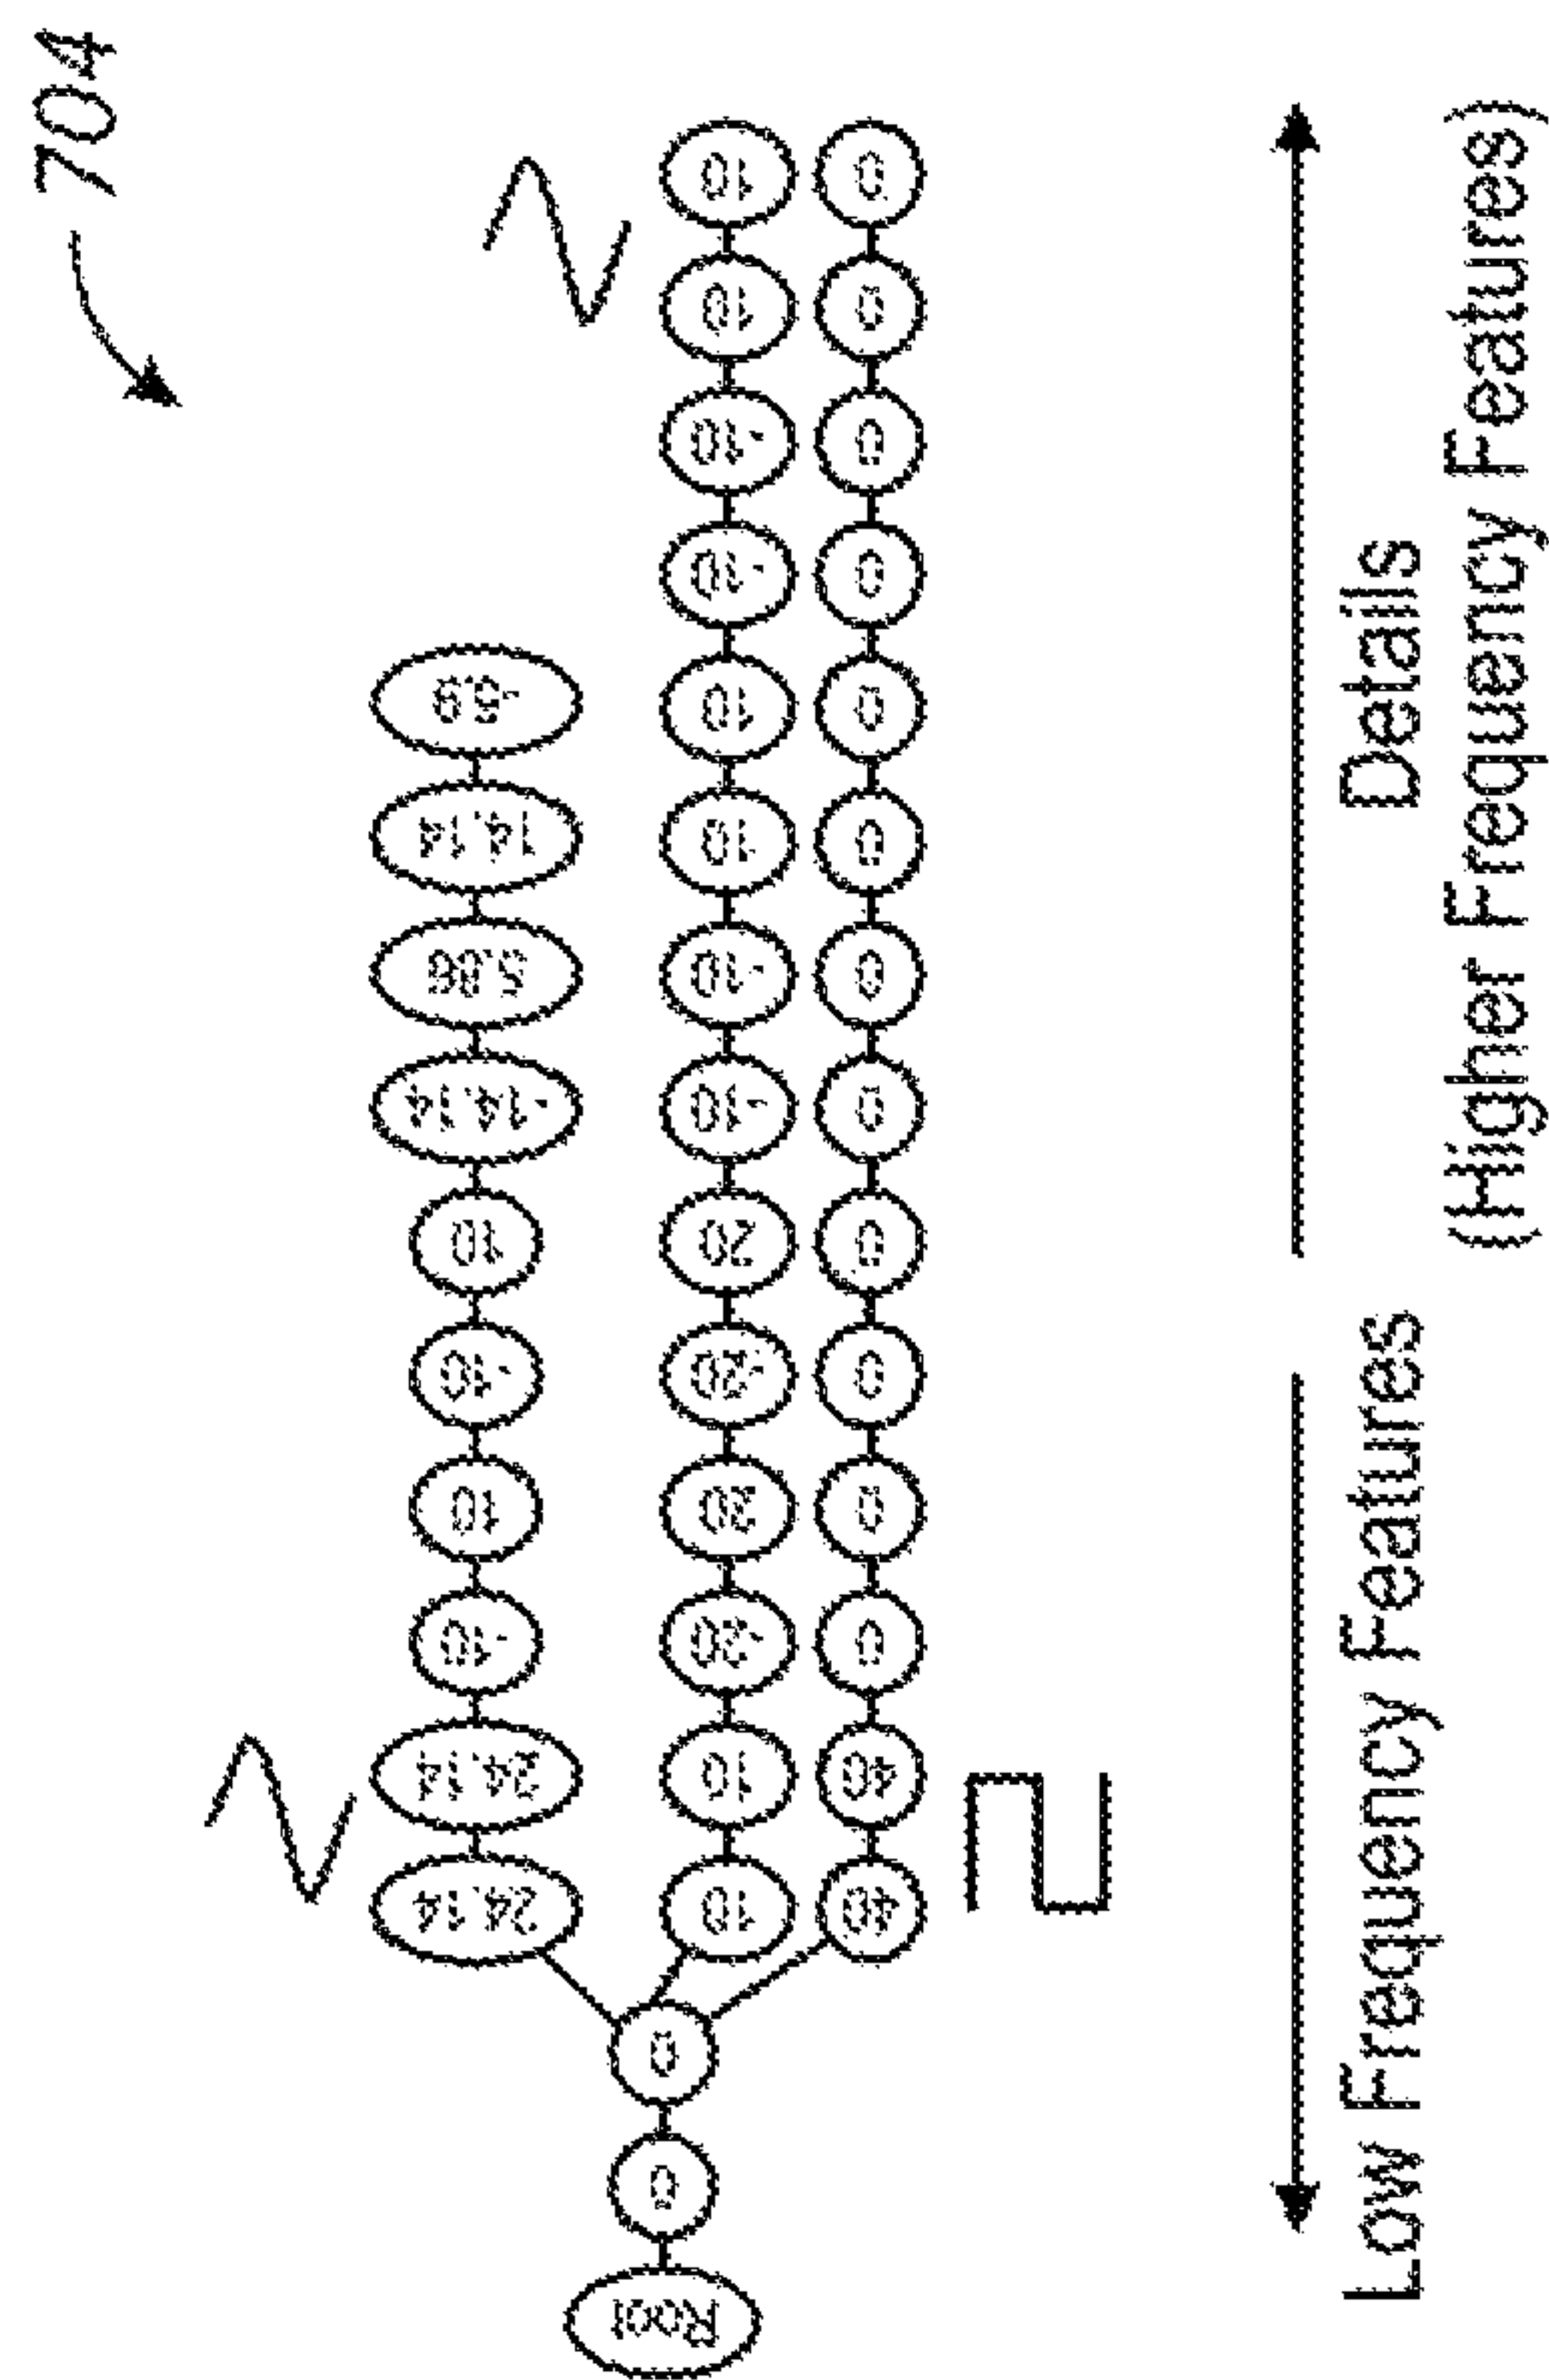 704
24.14 24.14 -10 10 -10 10 -14.14 5.86 14.14 -5.9
Root 0 0
10 10 -20 20 -20 20 -10 -10 10 10 -10 -10 10 10
40 40 0 0 0 0 0 0 0 0 0 0 0 0
Low Frequency Features Details
(Higher Frequency Features)